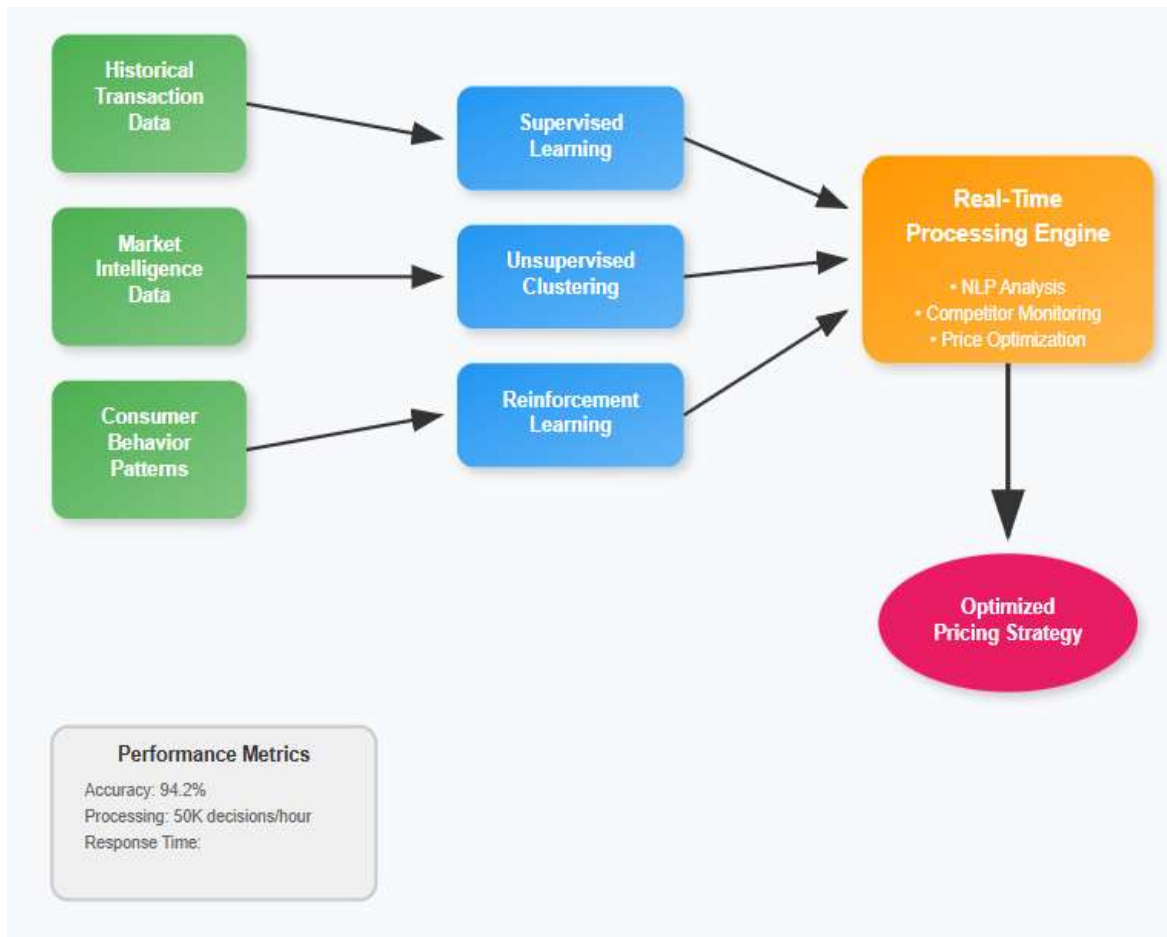 Historical
Transaction
Data
Supervised
Learning
Real-Time
Processing Engine
• NLP Analysis
• Competitor Monitoring
• Price Optimization
Market
Intelligence
Data
Unsupervised
Clustering
Consumer
Behavior
Patterns
Reinforcement
Learning
Optimized
Pricing Strategy
Performance Metrics
Accuracy: 94.2%
Processing: 50K decisions/hour
Response Time: